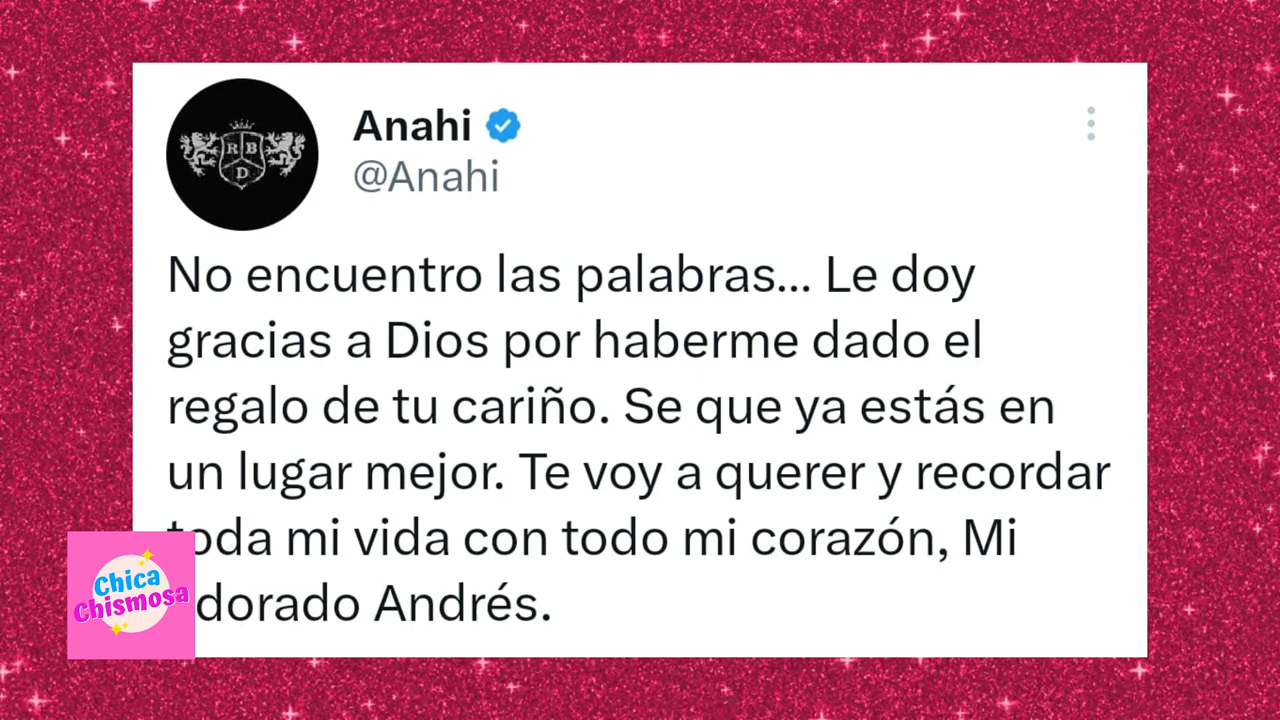 Anahi
@Anahi
R B
D
No encuentro las palabras... Le doy
gracias a Dios por haberme dado el
regalo de tu cariño. Se que ya estás en
un lugar mejor. Te voy a querer y recordar
toda mi vida con todo mi corazón, Mi
dorado Andrés.
Chica
Chismosa